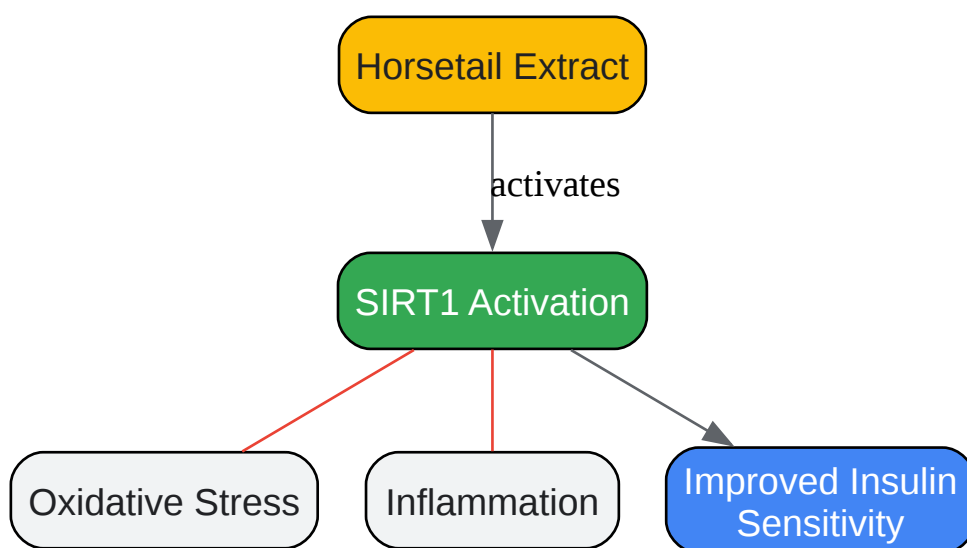 Horsetail Extract
activates
SIRT1 Activation
Oxidative Stress
Inflammation
Improved Insulin
Sensitivity